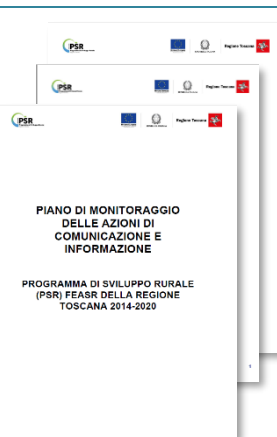 PSR
Regione Toscana
PSR
Regione Toscana
PSR
Regione Toscana
PIANO DI MONITORAGGIO
DELLE AZIONI DI
COMUNICAZIONE E
INFORMAZIONE
PROGRAMMA DI SVILUPPO RURALE
(PSR) FEASR DELLA REGIONE
TOSCANA 2014-2020